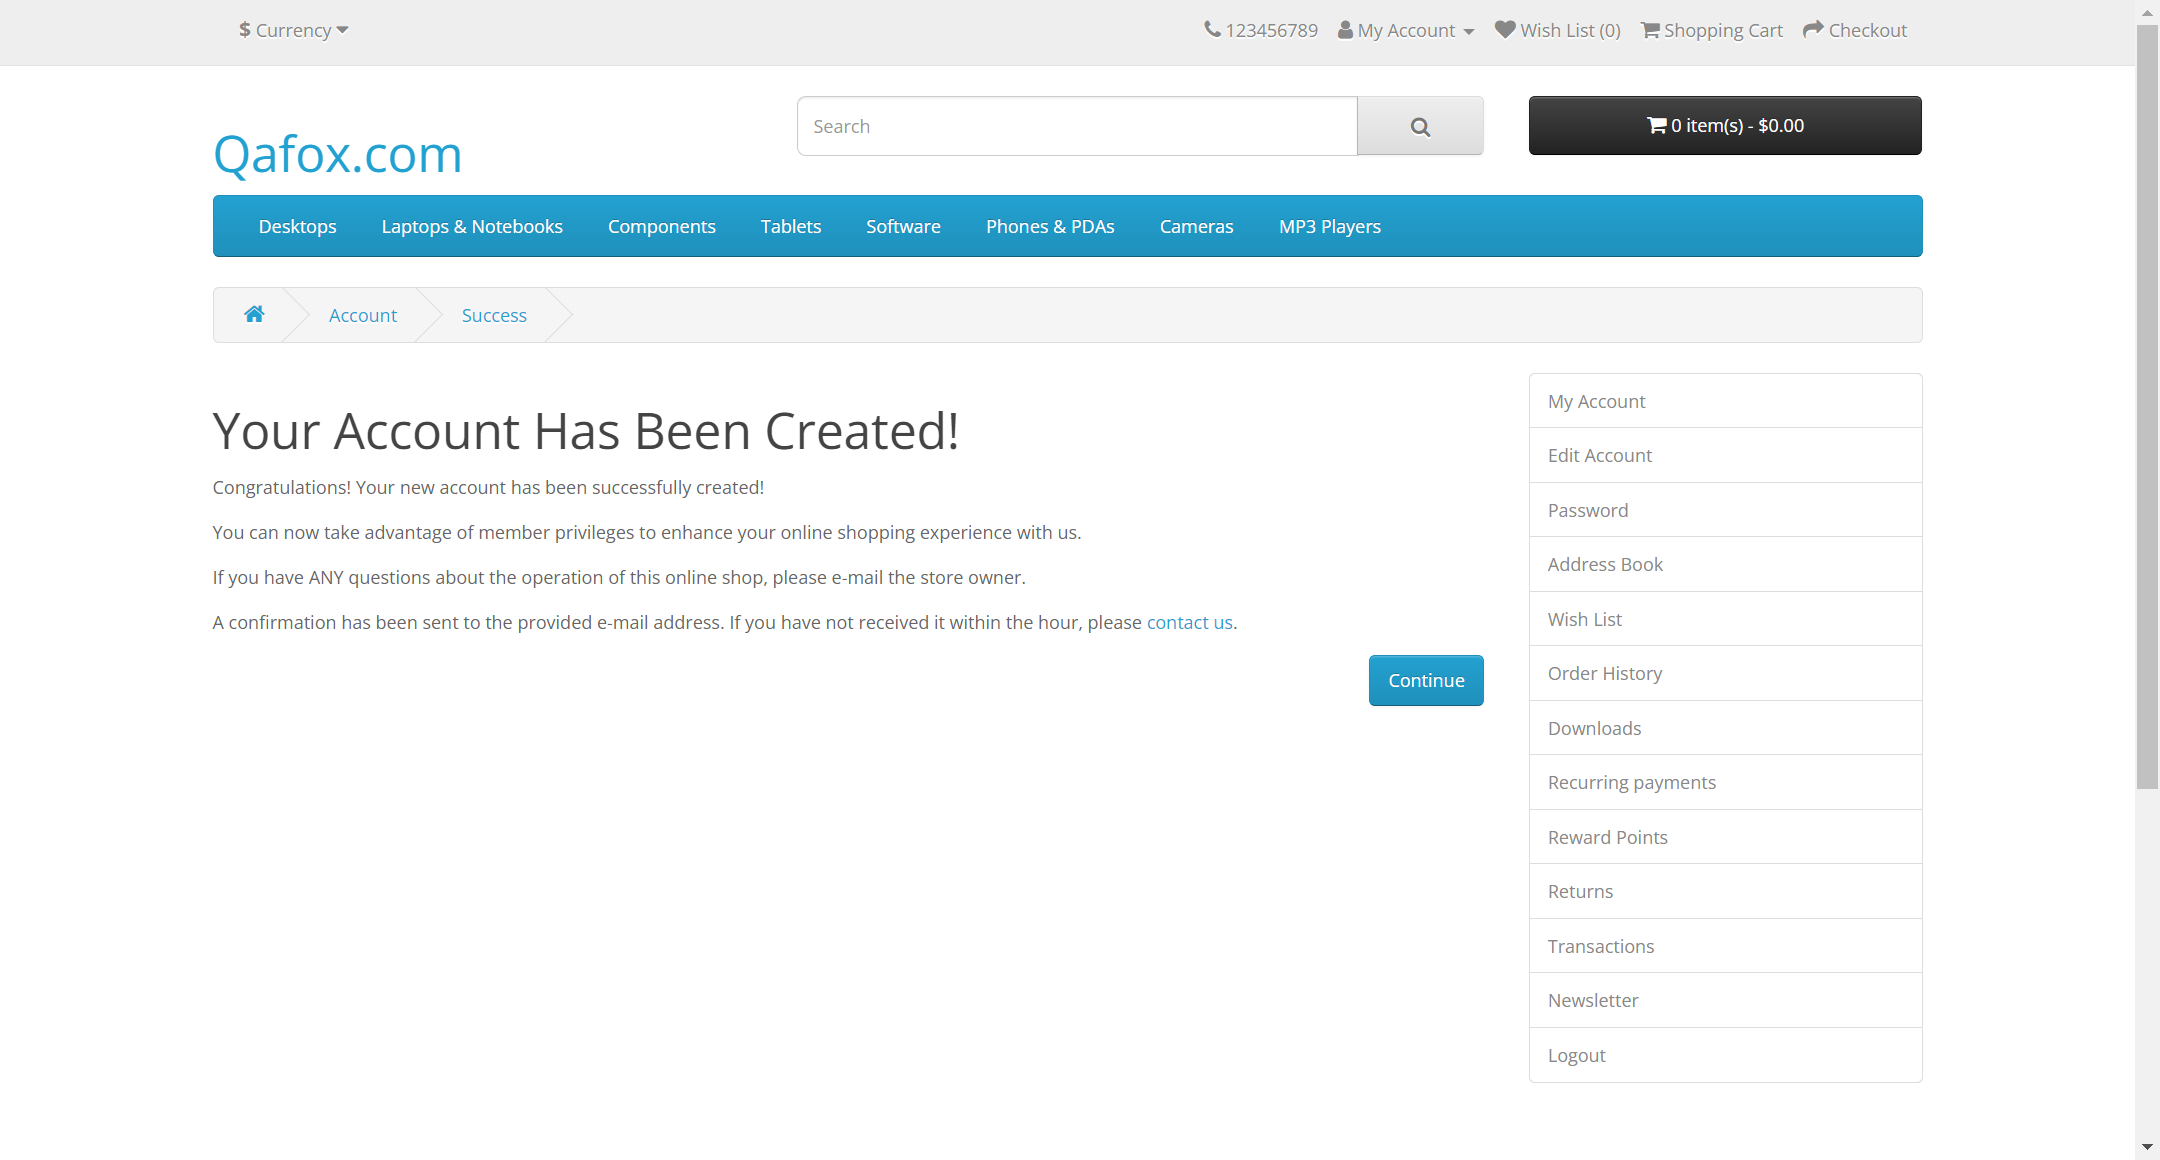 $ Currency
123456789 My Account Wish List (0) Shopping Cart Checkout
Qafox.com
Search
0 item(s) - $0.00
Desktops Laptops & Notebooks Components Tablets Software Phones & PDAs Cameras MP3 Players
Account Success
Your Account Has Been Created!
Congratulations! Your new account has been successfully created!
You can now take advantage of member privileges to enhance your online shopping experience with us.
If you have ANY questions about the operation of this online shop, please e-mail the store owner.
A confirmation has been sent to the provided e-mail address. If you have not received it within the hour, please contact us.
Continue
My Account
Edit Account
Password
Address Book
Wish List
Order History
Downloads
Recurring payments
Reward Points
Returns
Transactions
Newsletter
Logout